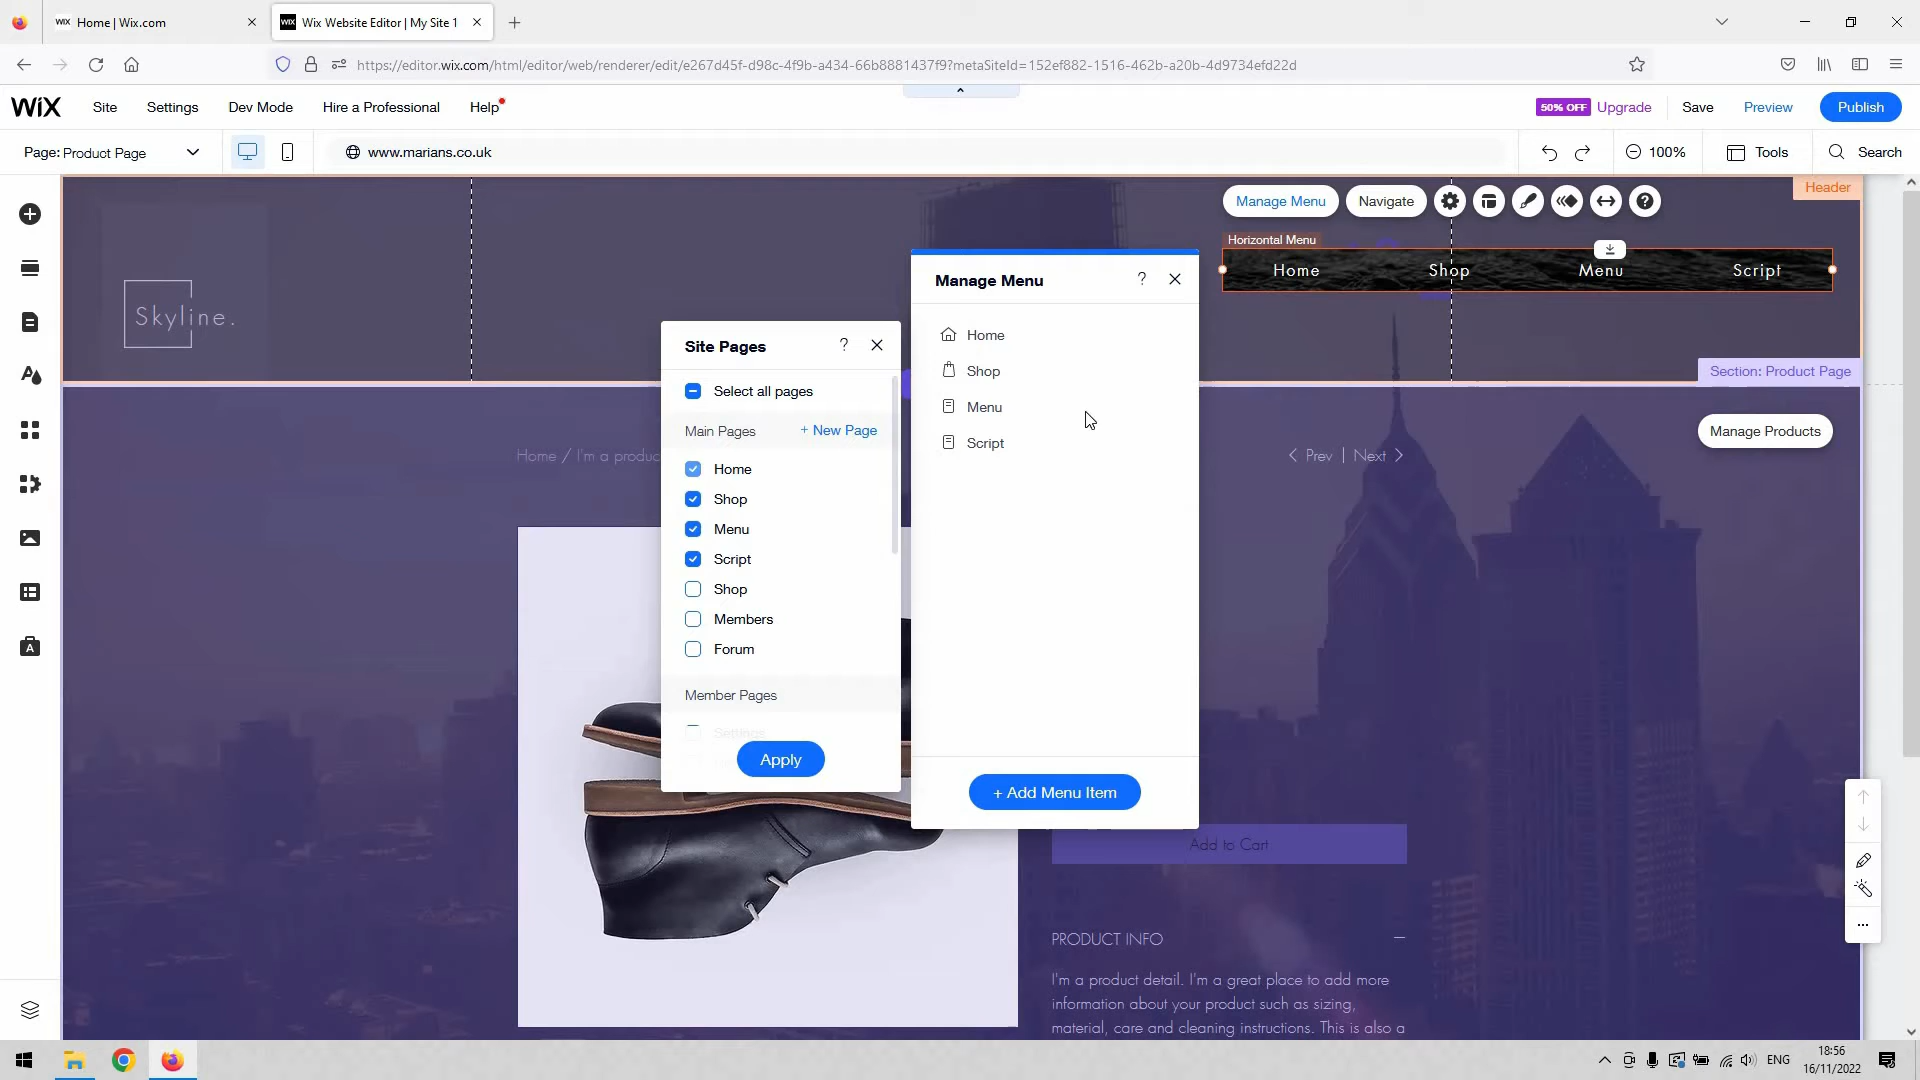 Home | Wix.com
Wix Website Editor | My Site 1
https://editor.wix.com/html/editor/web/renderer/edit/e267d45f-d98c-4f9b-a434-66b8881437f9?metaSiteId=152ef882-1516-462b-a20b-4d9734efd22d
WiX
Site
Settings
Dev Mode
Hire a Professional
Help
50% OFF
Upgrade
Save
Preview
Publish
Page: Product Page
www.marians.co.uk
100%
Tools
Search
Header
Manage Menu
Navigate
Horizontal Menu
Home
Shop
Menu
Script
Skyline.
Section: Product Page
Manage Products
Home / I'm a produc
< Prev | Next >
Site Pages
?
Select all pages
Main Pages
+ New Page
Home
Shop
Menu
Script
Shop
Members
Forum
Member Pages
Settings
Apply
Manage Menu
?
Home
Shop
Menu
Script
+ Add Menu Item
Add to Cart
PRODUCT INFO
I'm a product detail. I'm a great place to add more
information about your product such as sizing,
material, care and cleaning instructions. This is also a
ENG
18:56
16/11/2022